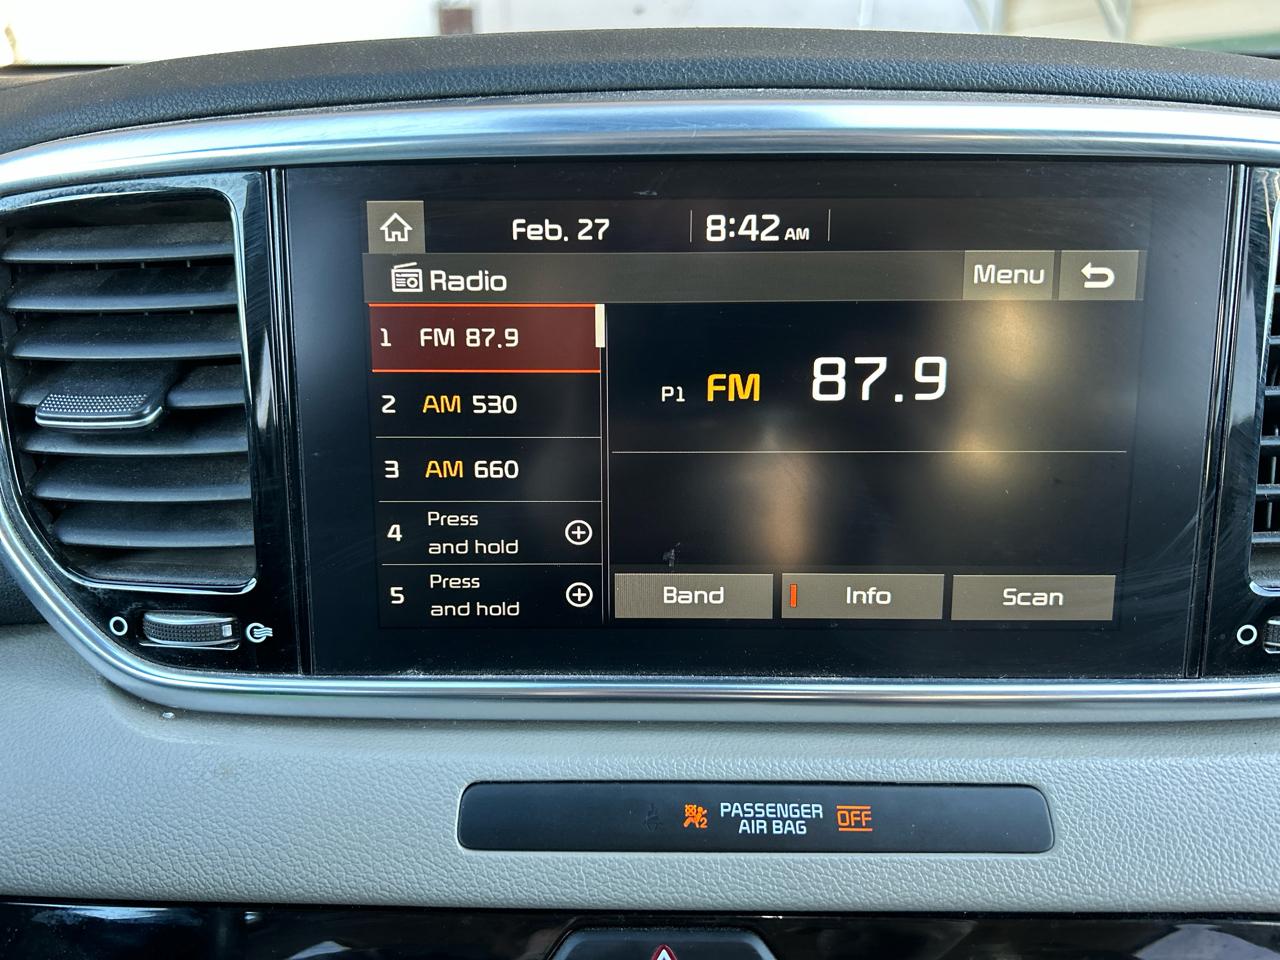 Feb. 27 8:42 AM
Radio Menu
1 FM 87.9
P1 FM 87.9
2 AM 530
3 AM 660
4 Press
and hold
5 Press
and hold
Band Info Scan
2 PASSENGER
AIR BAG OFF